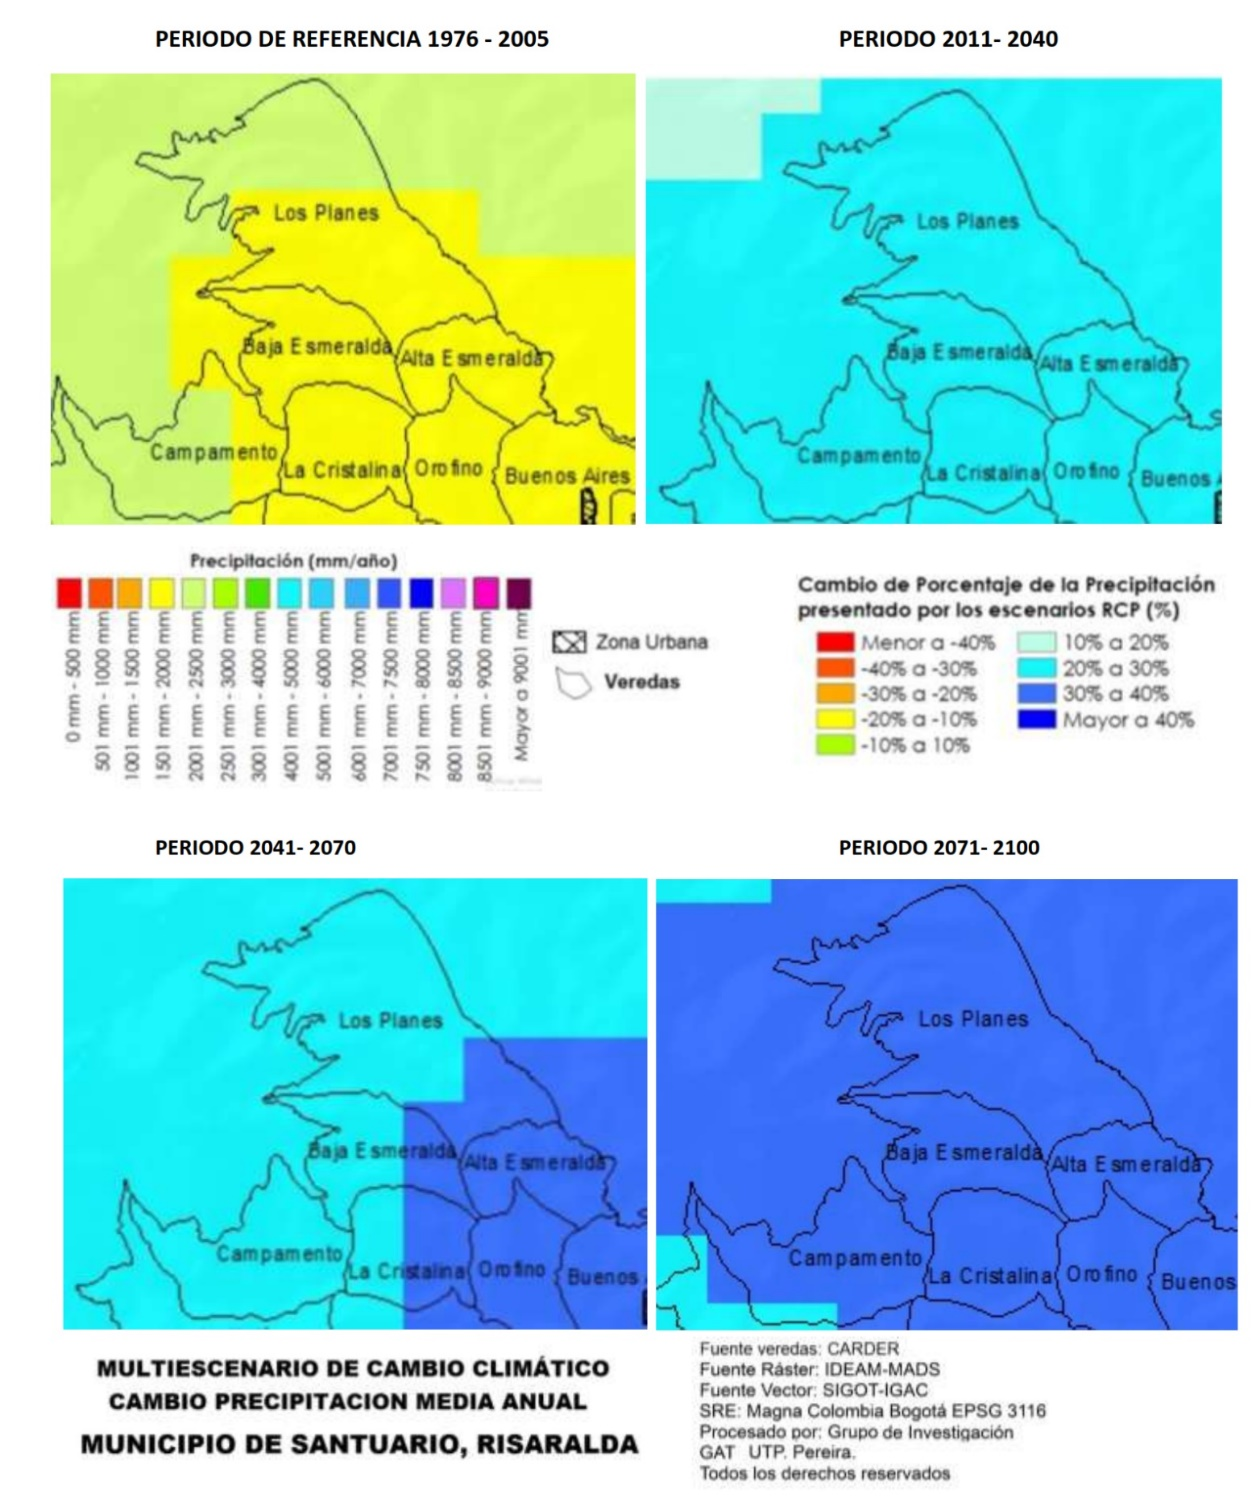 PERIODO DE REFERENCIA 1976 - 2005
PERIODO 2011- 2040
Los Planes
Baja Esmeralda
Alta Esmeralda
Campamento
La Cristalina
Orofino
Buenos Aires
Los Planes
Baja Esmeralda
Alta Esmeralda
Campamento
La Cristalina
Orofino
Buenos
Precipitación (mm/año)
0 mm - 500 mm
501 mm - 1000 mm
1001 mm - 1500 mm
1501 mm - 2000 mm
2001 mm - 2500 mm
2501 mm - 3000 mm
3001 mm - 4000 mm
4001 mm - 5000 mm
5001 mm - 6000 mm
6001 mm - 7000 mm
7001 mm - 7500 mm
7501 mm - 8000 mm
8001 mm - 8500 mm
8501 mm - 9000 mm
Mayor a 9001 mm
Zona Urbana
Veredas
Cambio de Porcentaje de la Precipitación
presentado por los escenarios RCP (%)
Menor a -40%
-40% a -30%
-30% a -20%
-20% a -10%
-10% a 10%
10% a 20%
20% a 30%
30% a 40%
Mayor a 40%
PERIODO 2041- 2070
PERIODO 2071- 2100
Los Planes
Baja Esmeralda
Alta Esmeralda
Campamento
La Cristalina
Orofino
Buenos
Los Planes
Baja Esmeralda
Alta Esmeralda
Campamento
La Cristalina
Orofino
Buenos
MULTIESCENARIO DE CAMBIO CLIMÁTICO
CAMBIO PRECIPITACION MEDIA ANUAL
MUNICIPIO DE SANTUARIO, RISARALDA
Fuente veredas: CARDER
Fuente Ráster: IDEAM-MADS
Fuente Vector: SIGOT-IGAC
SRE: Magna Colombia Bogotá EPSG 3116
Procesado por: Grupo de Investigación
GAT UTP. Pereira.
Todos los derechos reservados